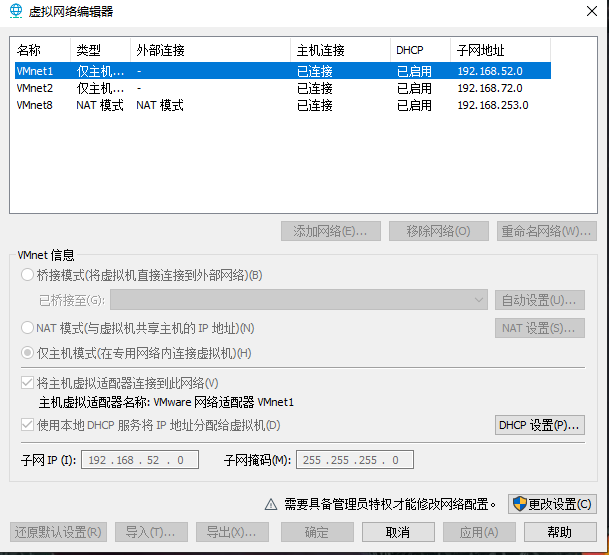 虚拟网络编辑器
名称 类型 外部连接 主机连接 DHCP 子网地址
VMnet1 仅主机... - 已连接 已启用 192.168.52.0
VMnet2 仅主机... - 已连接 已启用 192.168.72.0
VMnet8 NAT 模式 NAT 模式 已连接 已启用 192.168.253.0
添加网络(E)... 移除网络(O) 重命名网络(W)...
VMnet 信息
桥接模式(将虚拟机直接连接到外部网络)(B)
已桥接至(G): 自动设置(U)...
NAT 模式(与虚拟机共享主机的 IP 地址)(N) NAT 设置(S)...
仅主机模式(在专用网络内连接虚拟机)(H)
将主机虚拟适配器连接到此网络(V)
主机虚拟适配器名称: VMware 网络适配器 VMnet1
使用本地 DHCP 服务将 IP 地址分配给虚拟机(D) DHCP 设置(P)...
子网 IP (I): 192 . 168 . 52 . 0 子网掩码(M): 255 . 255 . 255 . 0
需要具备管理员特权才能修改网络配置。 更改设置(C)
还原默认设置(R) 导入(T)... 导出(X)... 确定 取消 应用(A) 帮助